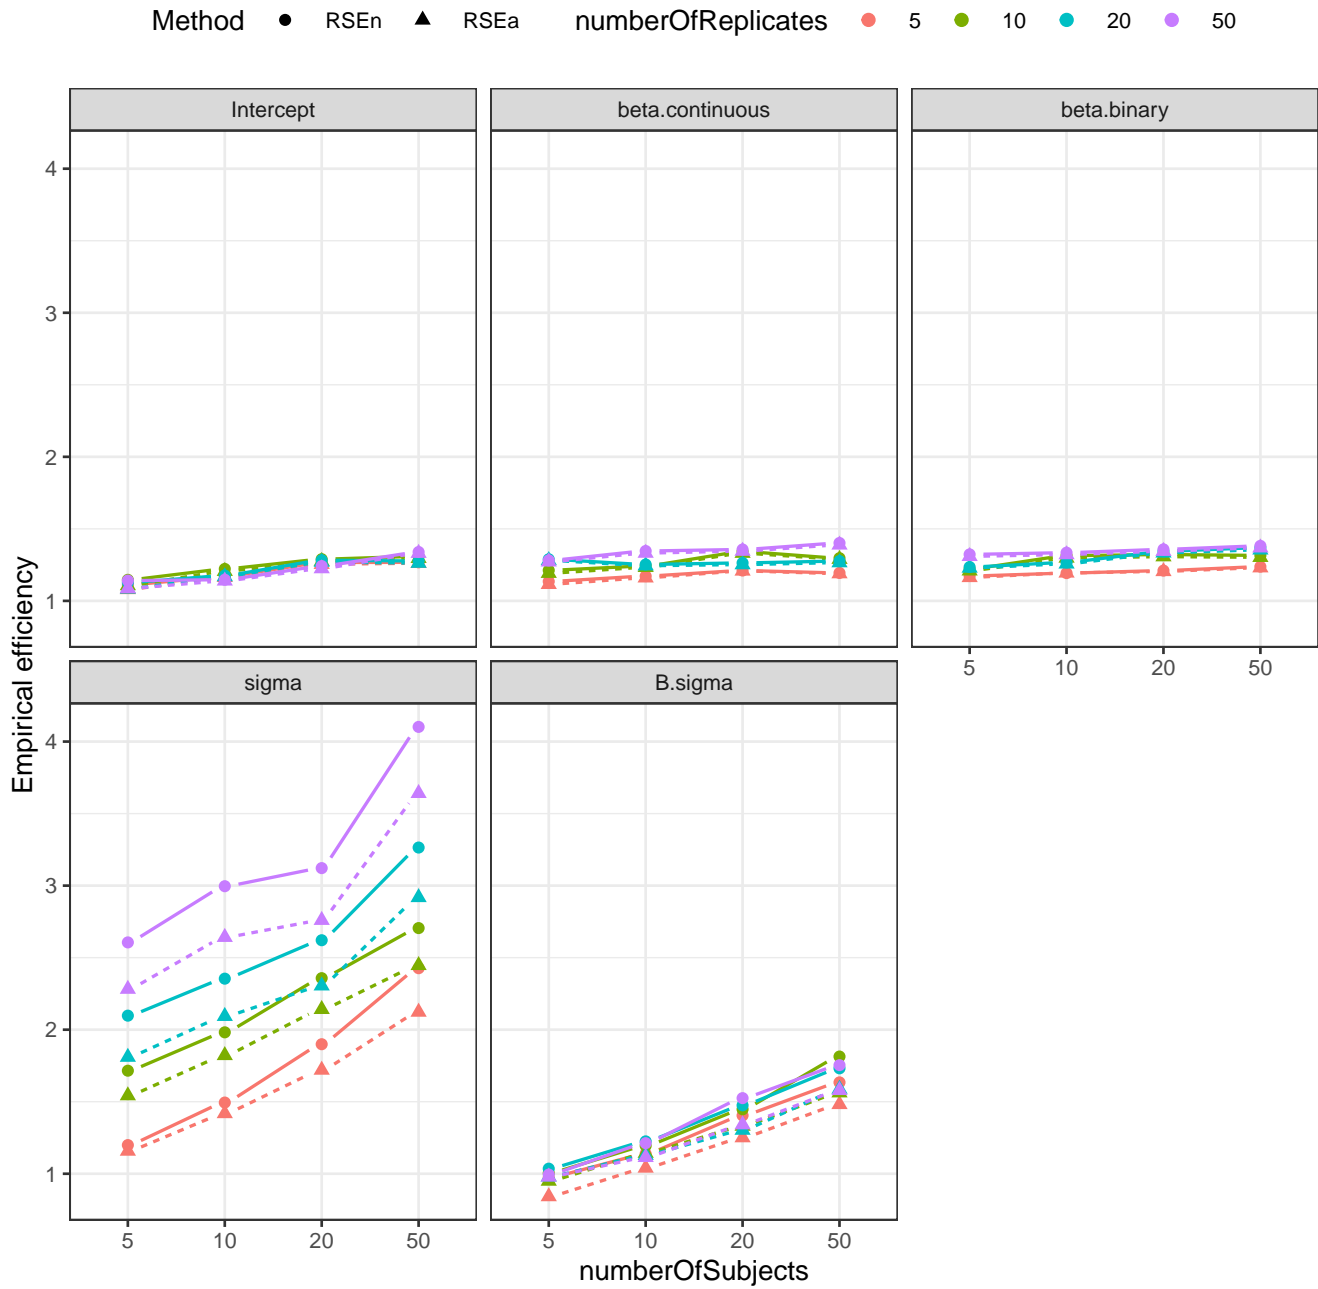 Method RSEn RSEa numberOfReplicates 5 10 20 50
Intercept beta.continuous beta.binary
4
3
2
1
5 10 20 50
Empirical efficiency
sigma B.sigma
4
3
2
1
5 10 20 50 5 10 20 50
numberOfSubjects